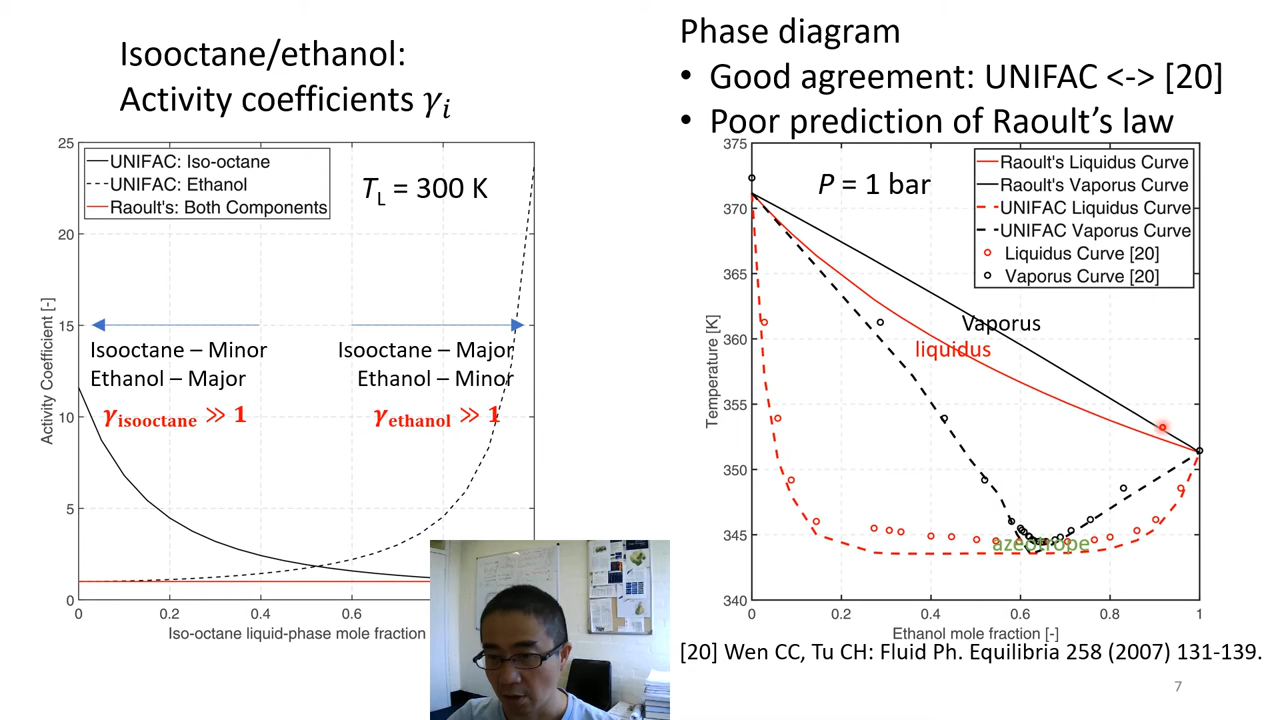 Isooctane/ethanol:
Activity coefficients γi
25
20
15
10
5
0
Activity Coefficient [-]
UNIFAC: Iso-octane
UNIFAC: Ethanol
Raoult's: Both Components
TL = 300 K
Isooctane – Minor
Ethanol – Major
γisooctane ≫ 1
Isooctane – Major
Ethanol – Minor
γethanol ≫ 1
0 0.2 0.4 0.6
Iso-octane liquid-phase mole fraction
Phase diagram
• Good agreement: UNIFAC <-> [20]
• Poor prediction of Raoult's law
375
370
365
360
355
350
345
340
Temperature [K]
P = 1 bar
Raoult's Liquidus Curve
Raoult's Vaporus Curve
UNIFAC Liquidus Curve
UNIFAC Vaporus Curve
Liquidus Curve [20]
Vaporus Curve [20]
Vaporus
liquidus
azeotrope
0 0.2 0.4 0.6 0.8 1
Ethanol mole fraction [-]
[20] Wen CC, Tu CH: Fluid Ph. Equilibria 258 (2007) 131-139.
7